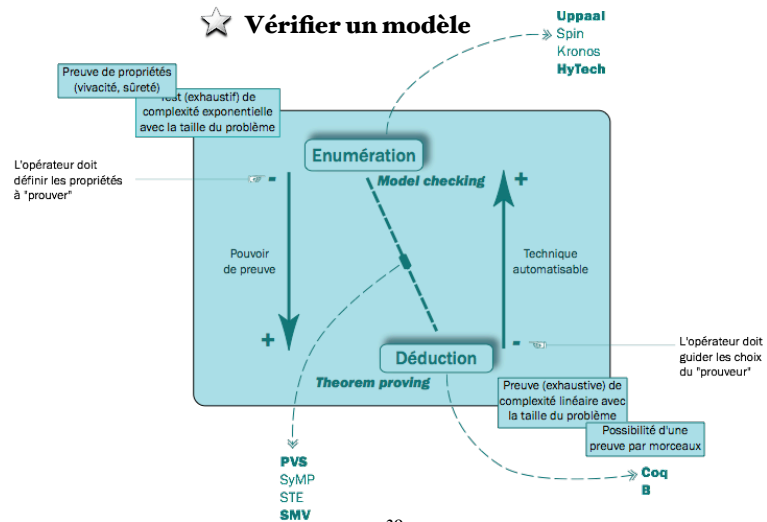 Vérifier un modèle
Uppaal
Spin
Kronos
HyTech
Preuve de propriétés
(vivacité, sûreté)
(exhaustif) de
complexité exponentielle
avec la taille du problème
Enumération
Model checking
L'opérateur doit
définir les propriétés
à "prouver"
-
+
Pouvoir
de preuve
Technique
automatisable
+
-
Déduction
Theorem proving
L'opérateur doit
guider les choix
du "prouveur"
Preuve (exhaustive) de
complexité linéaire avec
la taille du problème
Possibilité d'une
preuve par morceaux
PVS
SyMP
STE
SMV
Coq
B